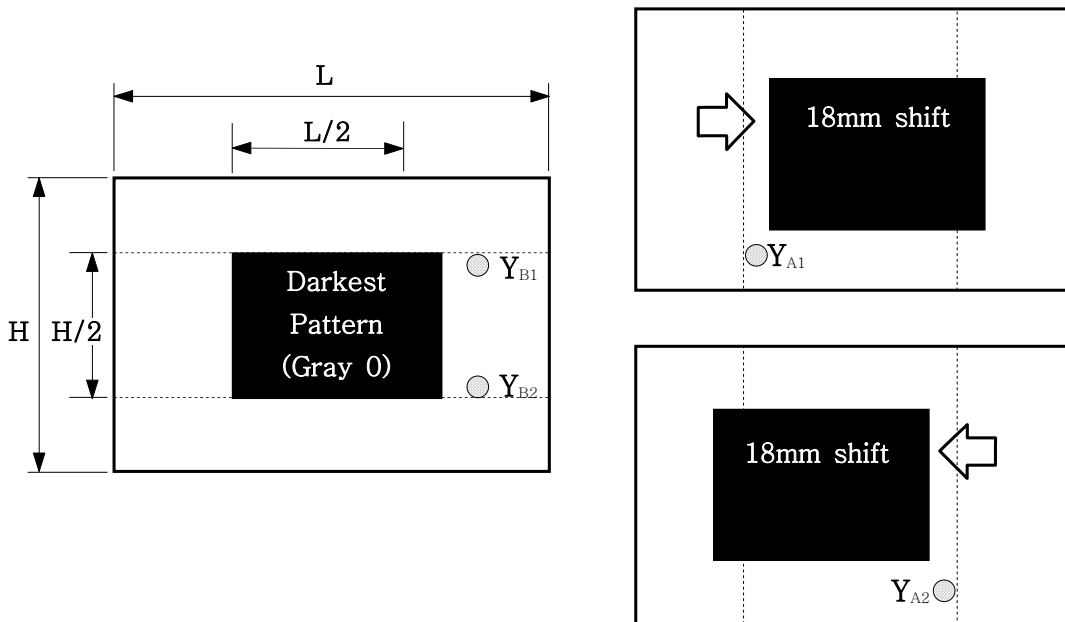 L
L/2
H
H/2
Darkest
Pattern
(Gray 0)
YB1
YB2
18mm shift
YA1
18mm shift
YA2